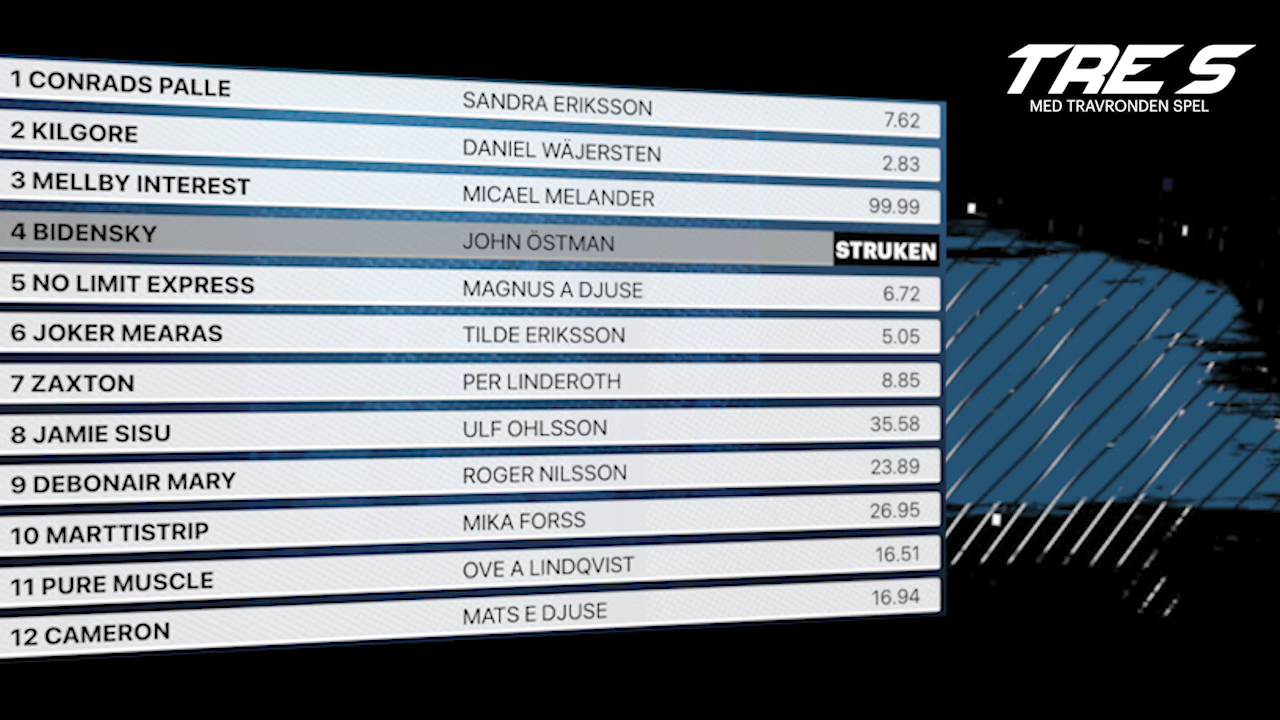 TRE S
MED TRAVRONDEN SPEL
1 CONRADS PALLE SANDRA ERIKSSON 7.62
2 KILGORE DANIEL WÄJERSTEN 2.83
3 MELLBY INTEREST MICAEL MELANDER 99.99
4 BIDENSKY JOHN ÖSTMAN STRUKEN
5 NO LIMIT EXPRESS MAGNUS A DJUSE 6.72
6 JOKER MEARAS TILDE ERIKSSON 5.05
7 ZAXTON PER LINDEROTH 8.85
8 JAMIE SISU ULF OHLSSON 35.58
9 DEBONAIR MARY ROGER NILSSON 23.89
10 MARTTISTRIP MIKA FORSS 26.95
11 PURE MUSCLE OVE A LINDQVIST 16.51
12 CAMERON MATS E DJUSE 16.94